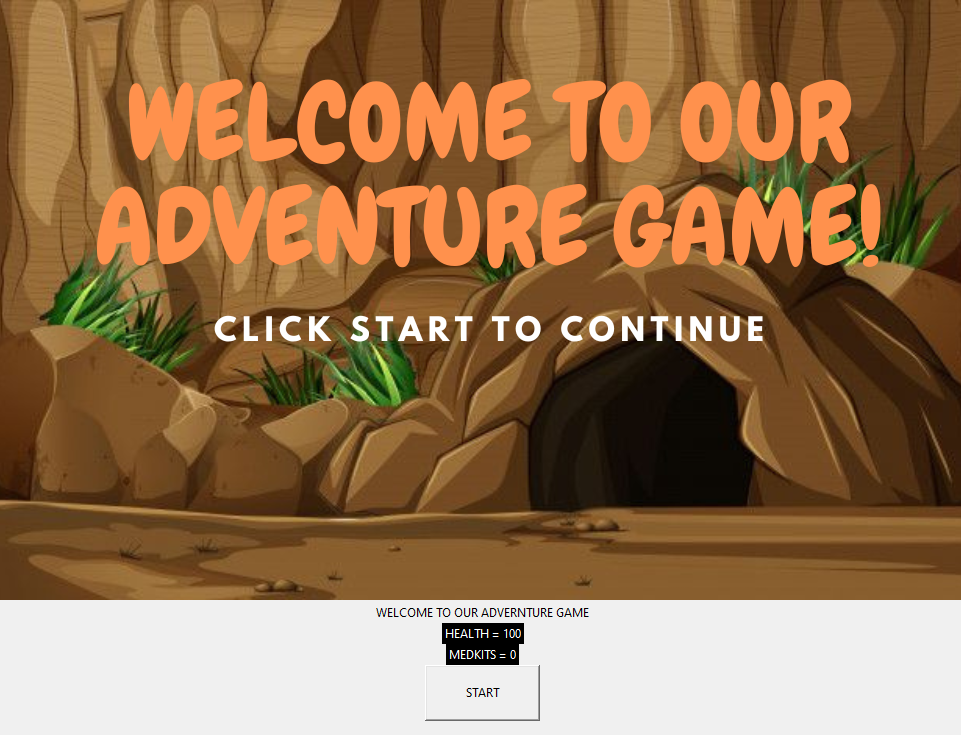 WELCOME TO OUR
ADVENTURE GAME!
CLICK START TO CONTINUE
WELCOME TO OUR ADVERNTURE GAME
HEALTH = 100
MEDKITS = 0
START